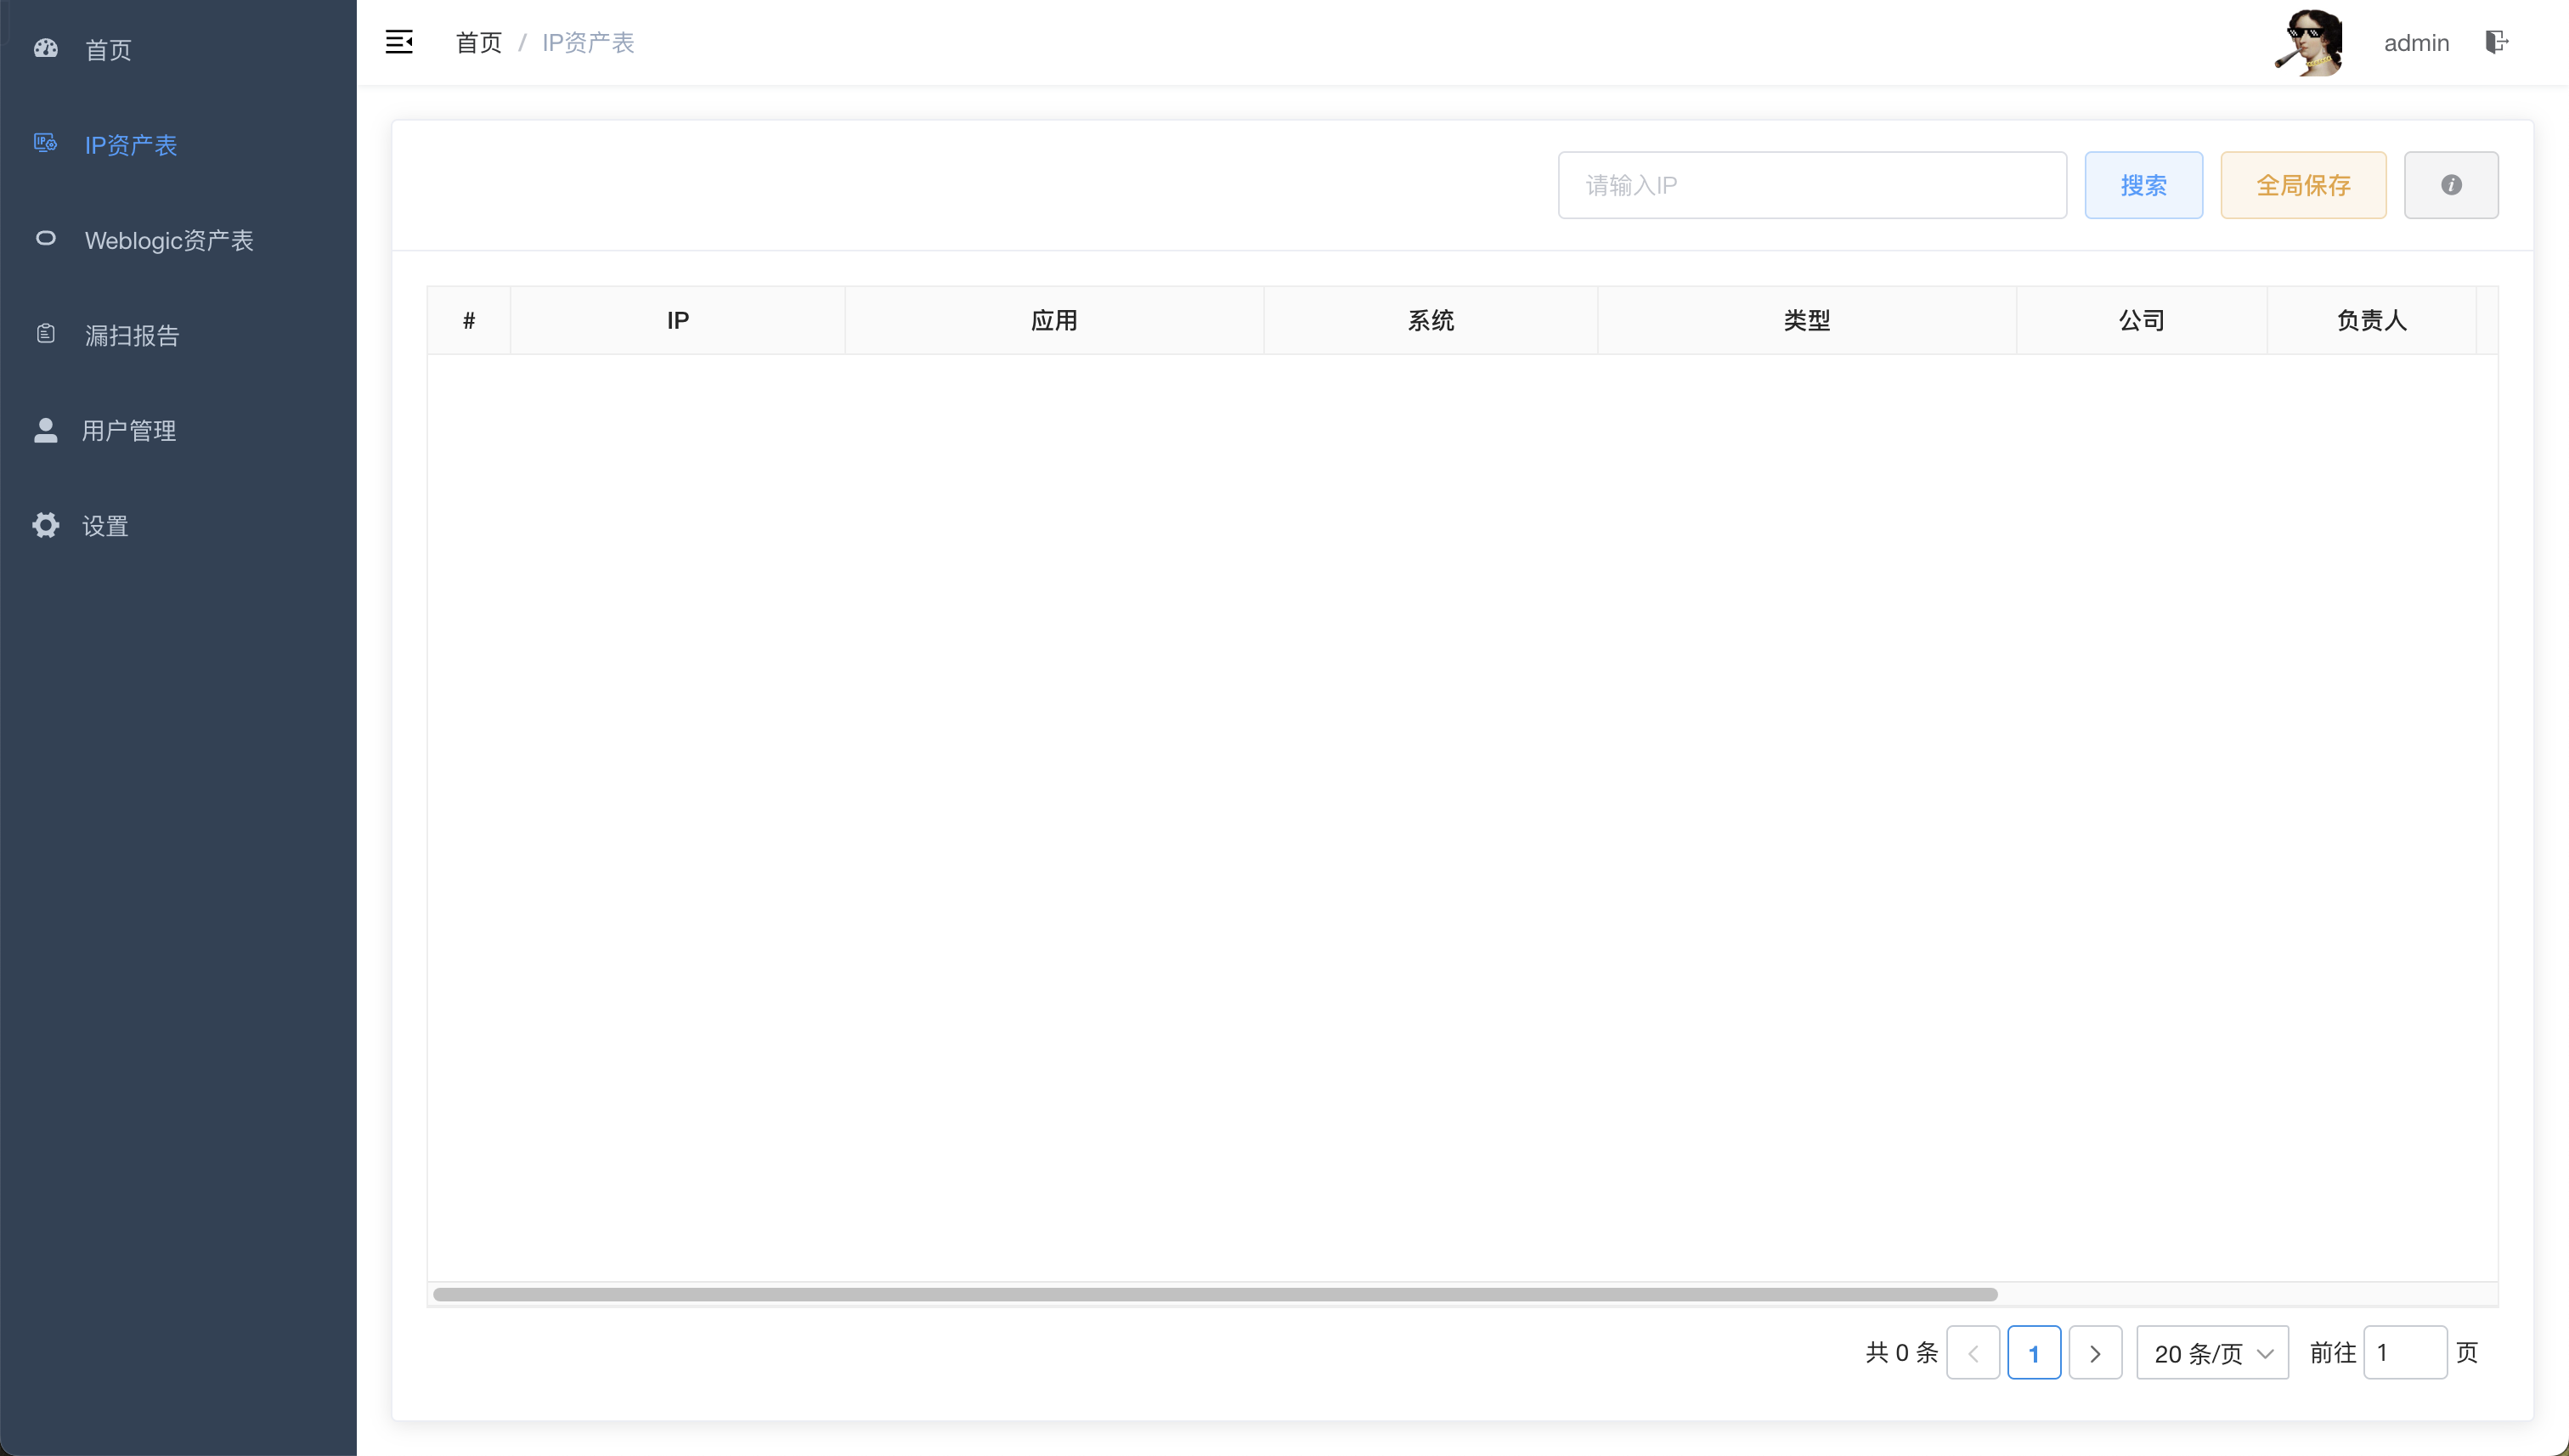 首页
IP资产表
Weblogic资产表
漏扫报告
用户管理
设置
首页 / IP资产表
admin
请输入IP 搜索 全局保存
# IP 应用 系统 类型 公司 负责人
共 0 条 1 20 条/页 前往 1 页